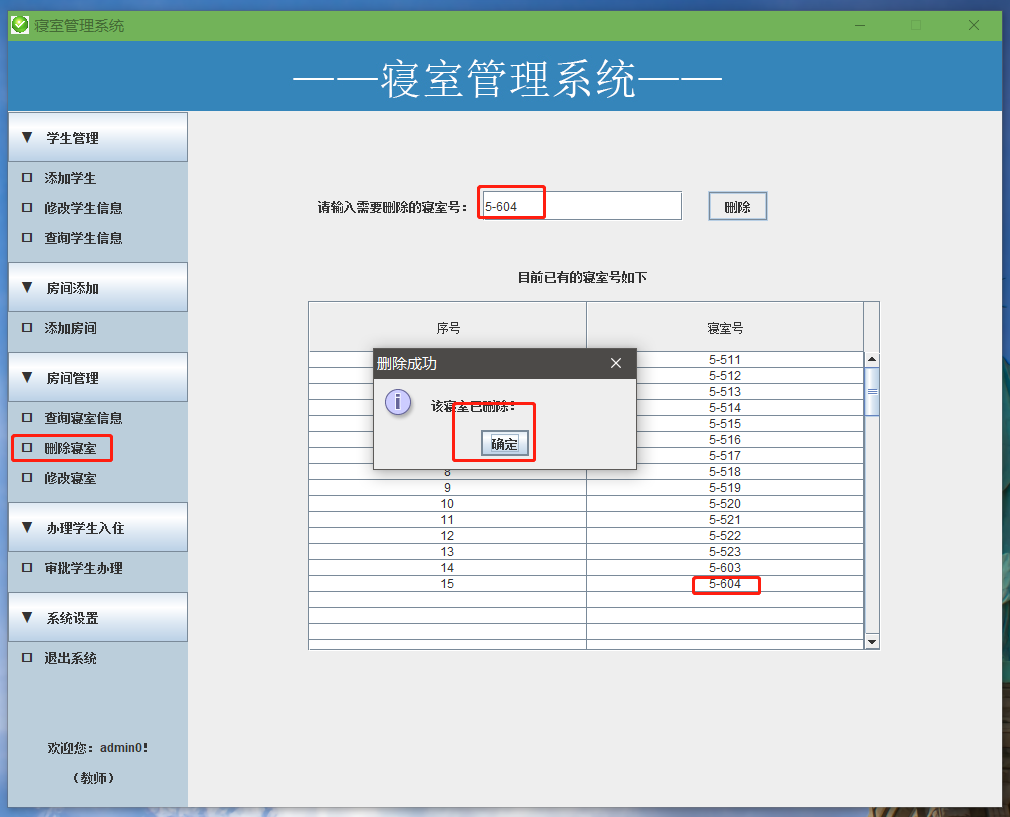 寝室管理系统
——寝室管理系统——
▼ 学生管理
添加学生
修改学生信息
查询学生信息
▼ 房间添加
添加房间
▼ 房间管理
查询寝室信息
删除寝室
修改寝室
▼ 办理学生入住
审批学生办理
▼ 系统设置
退出系统
欢迎您：admin0!
（教师）
请输入需要删除的寝室号： 5-604 删除
目前已有的寝室号如下
序号 寝室号
5-511
5-512
5-513
5-514
5-515
5-516
5-517
8 5-518
9 5-519
10 5-520
11 5-521
12 5-522
13 5-523
14 5-603
15 5-604
删除成功
该寝室已删除！
确定